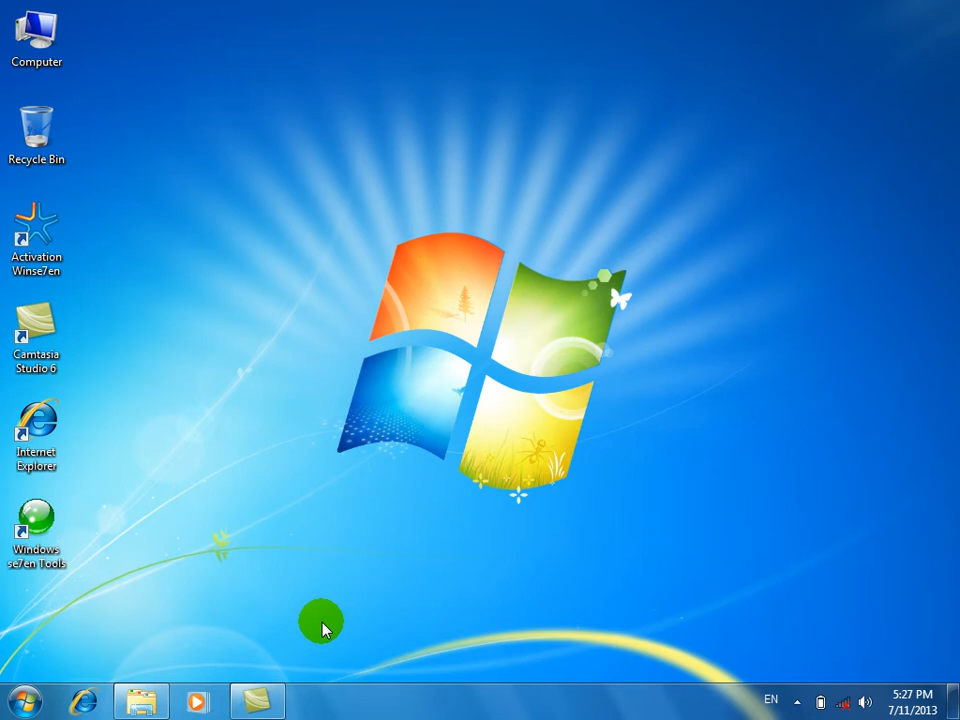 Computer
Recycle Bin
Activation
Winse7en
Camtasia
Studio 6
Internet
Explorer
Windows
se7en Tools
EN
5:27 PM
7/11/2013